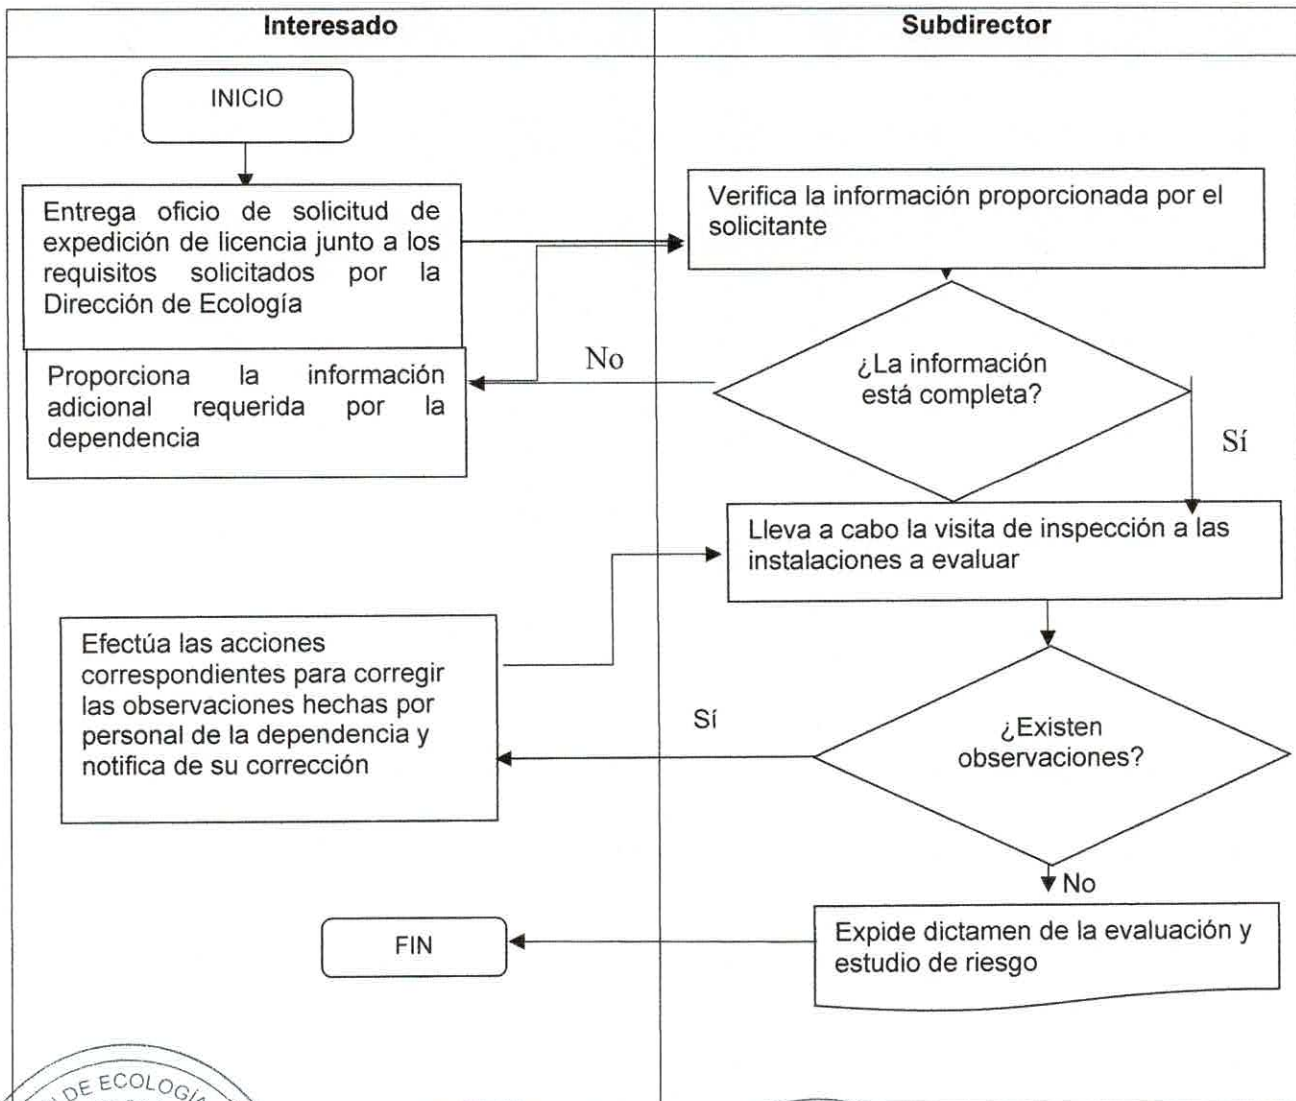 Interesado
Subdirector
INICIO
Entrega oficio de solicitud de
expedición de licencia junto a los
requisitos solicitados por la
Dirección de Ecología
Verifica la información proporcionada por el
solicitante
Proporciona la información
adicional requerida por la
dependencia
No
¿La información
está completa?
Sí
Lleva a cabo la visita de inspección a las
instalaciones a evaluar
Efectúa las acciones
correspondientes para corregir
las observaciones hechas por
personal de la dependencia y
notifica de su corrección
Sí
¿Existen
observaciones?
No
FIN
Expide dictamen de la evaluación y
estudio de riesgo
DE ECOLOGÍA